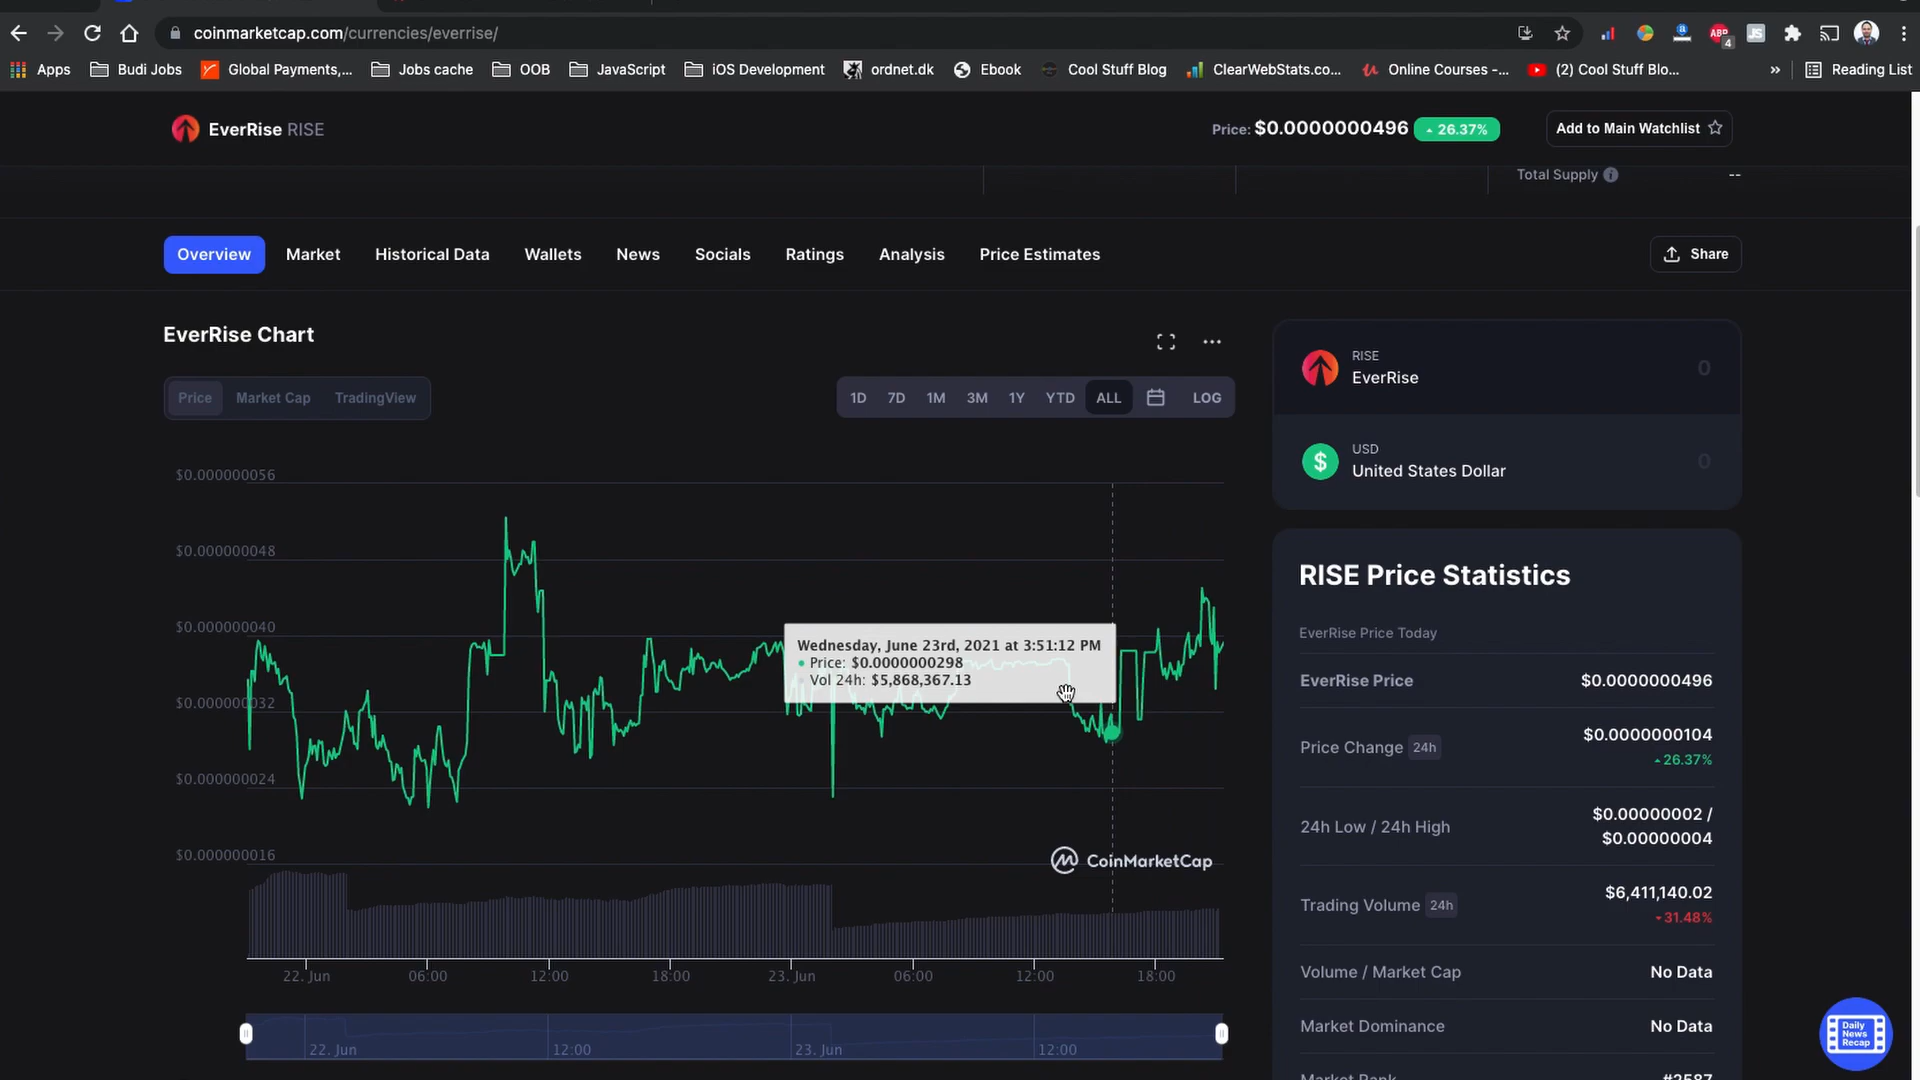 coinmarketcap.com/currencies/everrise/
4
Apps Budi Jobs Global Payments,... Jobs cache OOB JavaScript iOS Development ordnet.dk Ebook Cool Stuff Blog ClearWebStats.co... Online Courses -... (2) Cool Stuff Blo... » Reading List
EverRise RISE Price: $0.0000000496 26.37% Add to Main Watchlist
Total Supply --
Overview Market Historical Data Wallets News Socials Ratings Analysis Price Estimates Share
EverRise Chart
Price Market Cap TradingView 1D 7D 1M 3M 1Y YTD ALL LOG
$0.000000056
$0.000000048
$0.000000040
$0.000000032
$0.000000024
$0.000000016
Wednesday, June 23rd, 2021 at 3:51:12 PM
Price: $0.0000000298
Vol 24h: $5,868,367.13
CoinMarketCap
22. Jun 06:00 12:00 18:00 23. Jun 06:00 12:00 18:00
22. Jun 12:00 23. Jun 12:00
RISE
EverRise 0
USD
United States Dollar 0
RISE Price Statistics
EverRise Price Today
EverRise Price $0.0000000496
Price Change 24h $0.0000000104
26.37%
24h Low / 24h High $0.00000002 /
$0.00000004
Trading Volume 24h $6,411,140.02
31.48%
Volume / Market Cap No Data
Market Dominance No Data
Market Rank #2587
Daily
News
Recap